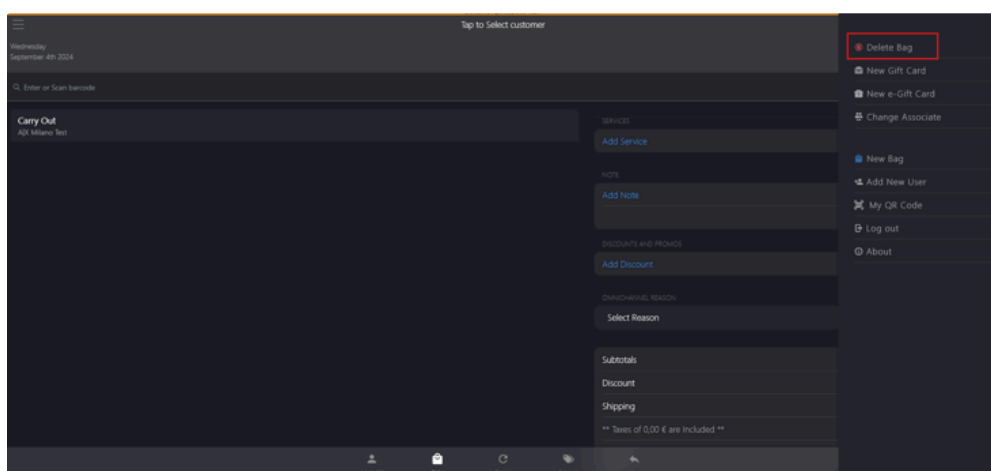 Tap to Select customer
Wednesday
September 4th 2024
Enter or Scan barcode
Carry Out
AJX Milano Test
SERVICES
Add Service
NOTE
Add Note
DISCOUNTS AND PROMOS
Add Discount
OMNICHANNEL REASON
Select Reason
Subtotals
Discount
Shipping
** Taxes of 0,00 € are Included **
Delete Bag
New Gift Card
New e-Gift Card
Change Associate
New Bag
Add New User
My QR Code
Log out
About